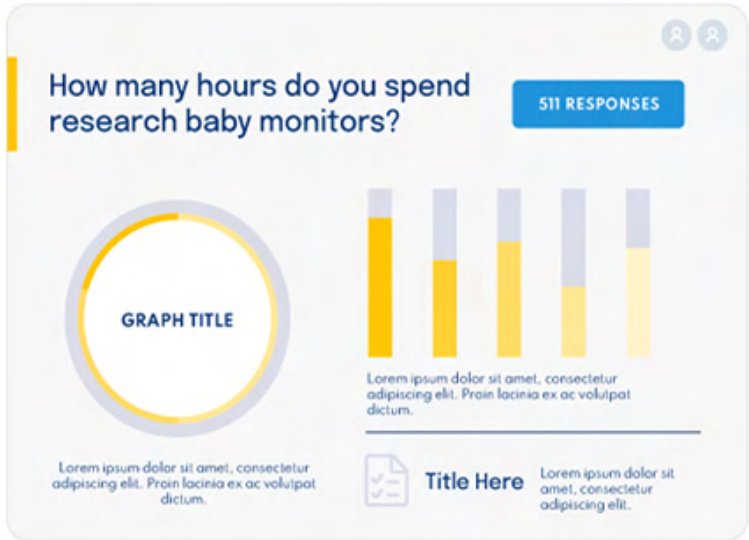 How many hours do you spend
research baby monitors?
511 RESPONSES
GRAPH TITLE
Lorem ipsum dolor sit amet, consectetur
adipiscing elit. Proin lacinia ex ac volutpat
dictum.
Lorem ipsum dolor sit amet, consectetur
adipiscing elit. Proin lacinia ex ac volutpat
dictum.
Title Here
Lorem ipsum dolor sit
amet, consectetur
adipiscing elit.